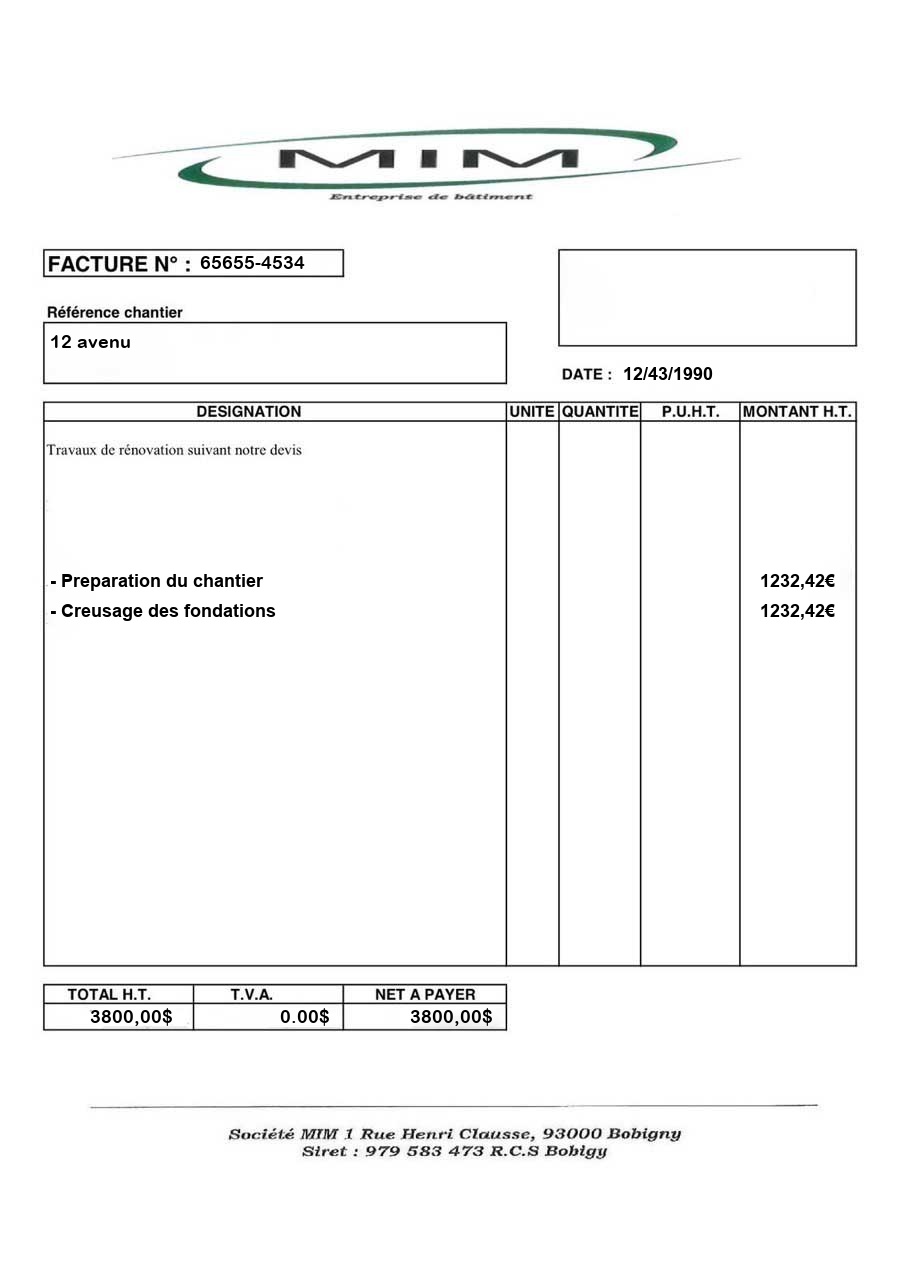 MIM
Entreprise de bâtiment
FACTURE N° : 65655-4534
Référence chantier
12 avenu
DATE : 12/43/1990
DESIGNATION UNITE QUANTITE P.U.H.T. MONTANT H.T.
Travaux de rénovation suivant notre devis
- Preparation du chantier 1232,42€
- Creusage des fondations 1232,42€
TOTAL H.T. T.V.A. NET A PAYER
3800,00$ 0.00$ 3800,00$
Société MIM 1 Rue Henri Clausse, 93000 Bobigny
Siret : 979 583 473 R.C.S Bobigy